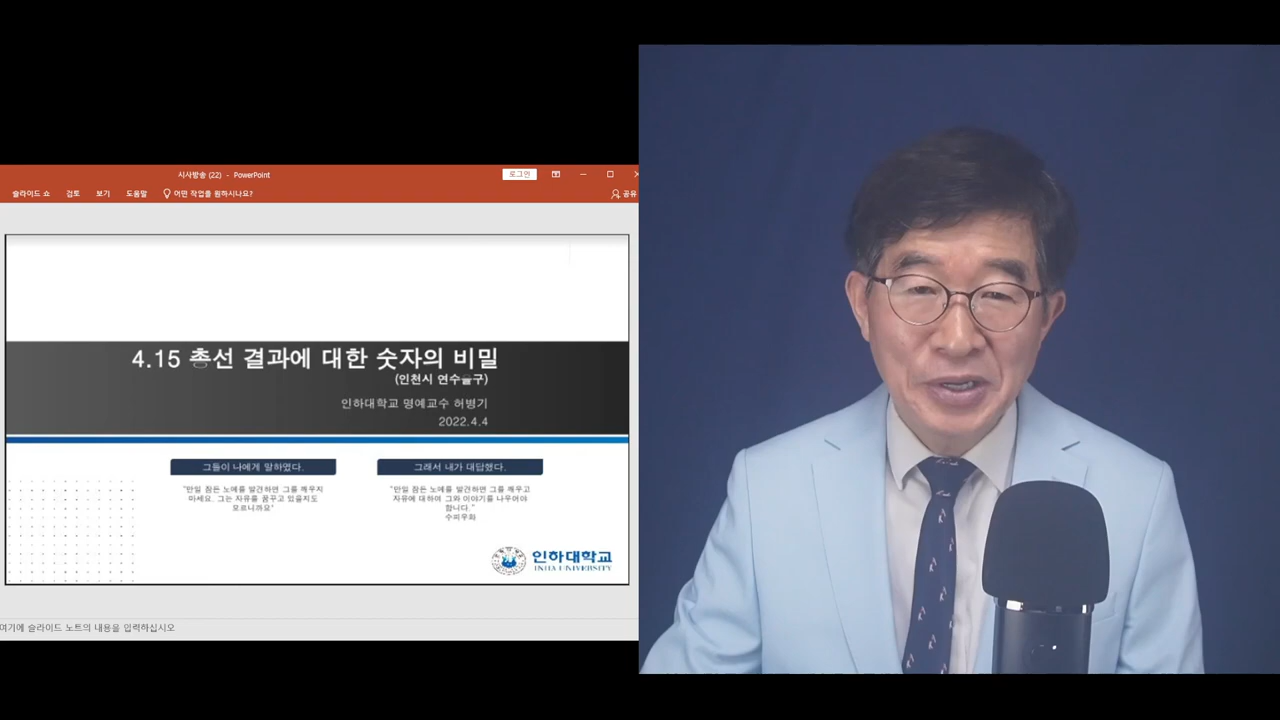 시사방송 (22) - PowerPoint
로그인
슬라이드 쇼 검토 보기 도움말 어떤 작업을 원하시나요?
공유
4.15 총선 결과에 대한 숫자의 비밀
(인천시 연수을구)
인하대학교 명예교수 허병기
2022.4.4
그들이 나에게 말하였다.
"만일 잠든 노예를 발견하면 그를 깨우지
마세요. 그는 자유를 꿈꾸고 있을지도
모르니까요"
그래서 내가 대답했다.
"만일 잠든 노예를 발견하면 그를 깨우고
자유에 대하여 그와 이야기를 나누어야
합니다."
수피우화
인하대학교
INHA UNIVERSITY
여기에 슬라이드 노트의 내용을 입력하십시오